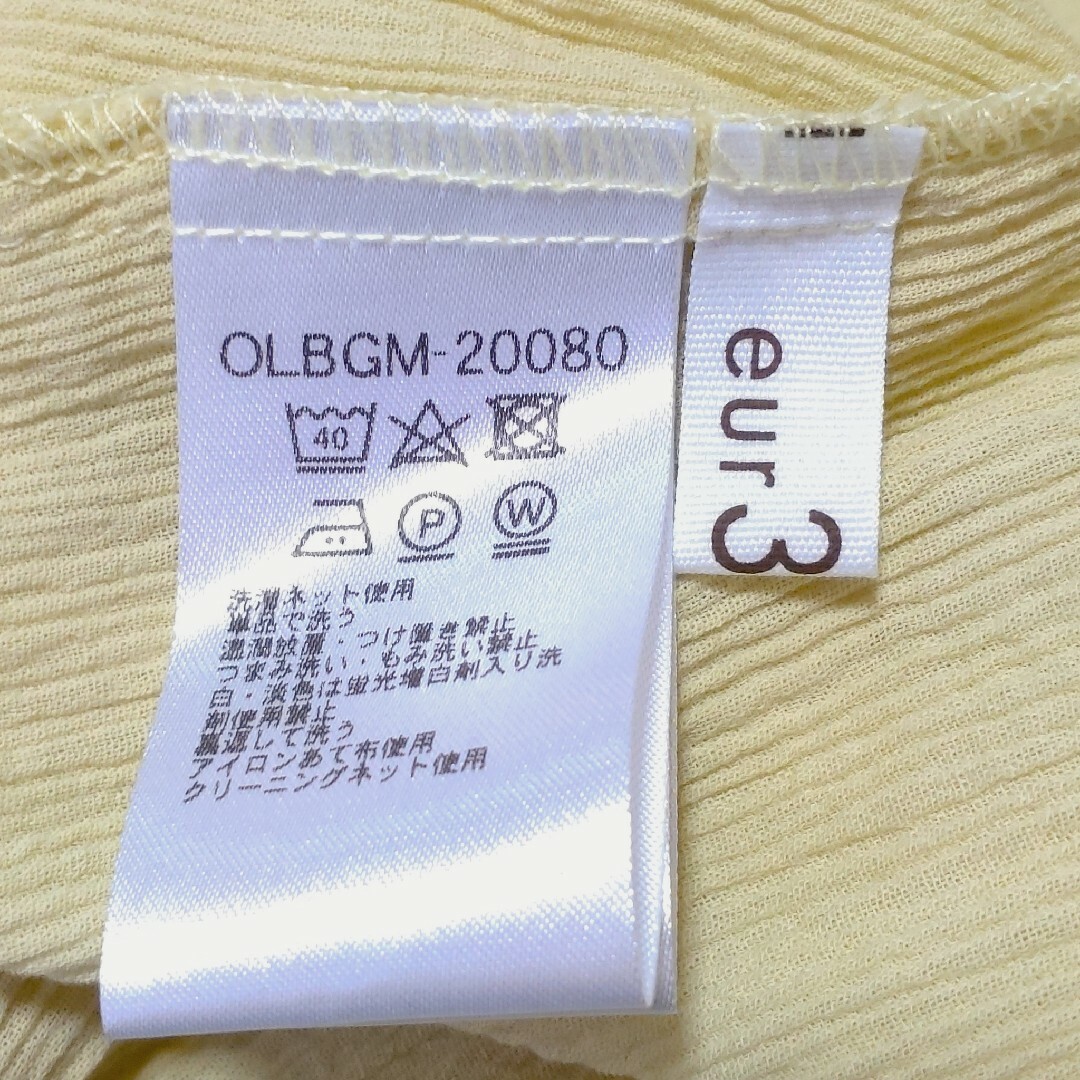 OLBGM-20080
40
P
W
洗濯ネット使用
単品で洗う
濡潤放置・つけ置き禁止
つまみ洗い・もみ洗い禁止
白・淡色は蛍光増白剤入り洗
剤使用禁止
裏返して洗う
アイロンあて布使用
クリーニングネット使用
eur3